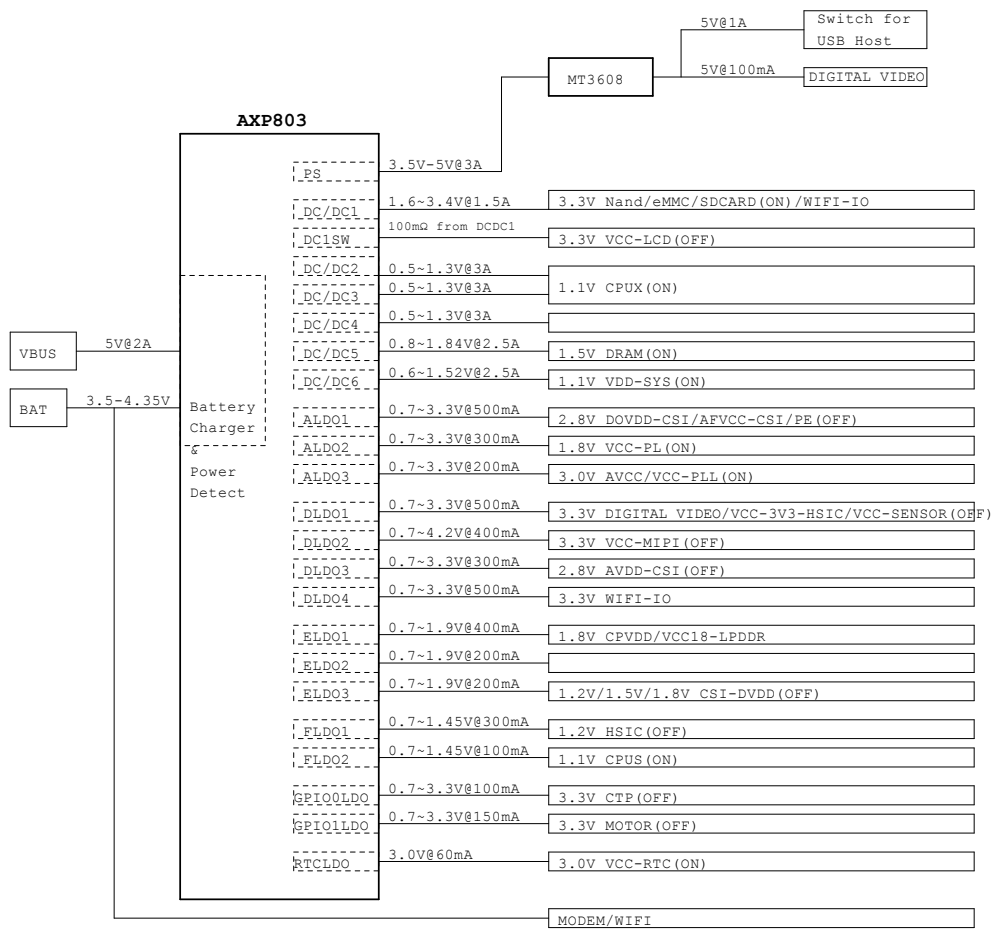 5V@1A
Switch for
USB Host
MT3608
5V@100mA
DIGITAL VIDEO
AXP803
PS
3.5V-5V@3A
DC/DC1
1.6~3.4V@1.5A
3.3V Nand/eMMC/SDCARD(ON)/WIFI-IO
DC1SW
100mΩ from DCDC1
3.3V VCC-LCD(OFF)
DC/DC2
0.5~1.3V@3A
DC/DC3
0.5~1.3V@3A
1.1V CPUX(ON)
DC/DC4
0.5~1.3V@3A
VBUS
5V@2A
DC/DC5
0.8~1.84V@2.5A
1.5V DRAM(ON)
DC/DC6
0.6~1.52V@2.5A
1.1V VDD-SYS(ON)
BAT
3.5-4.35V
Battery
Charger
&
Power
Detect
ALDO1
0.7~3.3V@500mA
2.8V DOVDD-CSI/AFVCC-CSI/PE(OFF)
ALDO2
0.7~3.3V@300mA
1.8V VCC-PL(ON)
ALDO3
0.7~3.3V@200mA
3.0V AVCC/VCC-PLL(ON)
DLDO1
0.7~3.3V@500mA
3.3V DIGITAL VIDEO/VCC-3V3-HSIC/VCC-SENSOR(OFF)
DLDO2
0.7~4.2V@400mA
3.3V VCC-MIPI(OFF)
DLDO3
0.7~3.3V@300mA
2.8V AVDD-CSI(OFF)
DLDO4
0.7~3.3V@500mA
3.3V WIFI-IO
ELDO1
0.7~1.9V@400mA
1.8V CPVDD/VCC18-LPDDR
ELDO2
0.7~1.9V@200mA
ELDO3
0.7~1.9V@200mA
1.2V/1.5V/1.8V CSI-DVDD(OFF)
FLDO1
0.7~1.45V@300mA
1.2V HSIC(OFF)
FLDO2
0.7~1.45V@100mA
1.1V CPUS(ON)
GPIO0LDO
0.7~3.3V@100mA
3.3V CTP(OFF)
GPIO1LDO
0.7~3.3V@150mA
3.3V MOTOR(OFF)
RTCLDO
3.0V@60mA
3.0V VCC-RTC(ON)
MODEM/WIFI